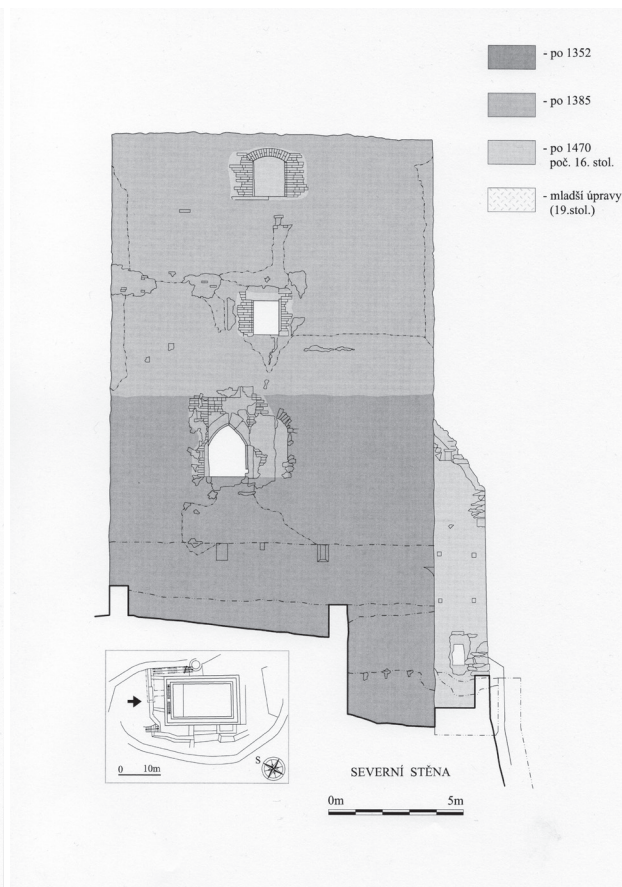 - po 1352
- po 1385
- po 1470
poč. 16. stol.
- mladší úpravy
(19.stol.)
0 10m
S
SEVERNÍ STĚNA
0m 5m